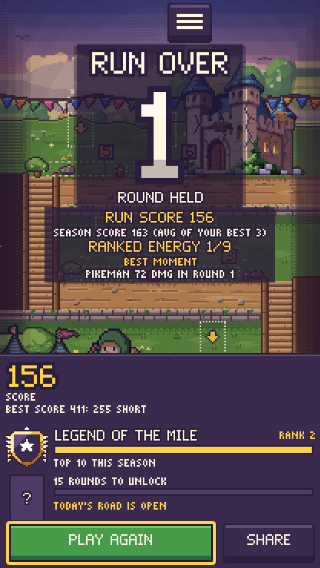 RUN OVER
1
ROUND HELD
RUN SCORE 156
SEASON SCORE 163 (AVG OF YOUR BEST 3)
RANKED ENERGY 1/9
BEST MOMENT
PIKEMAN 72 DMG IN ROUND 1
156
SCORE
BEST SCORE 411: 255 SHORT
LEGEND OF THE MILE RANK 2
TOP 10 THIS SEASON
15 ROUNDS TO UNLOCK
?
TODAY'S ROAD IS OPEN
PLAY AGAIN SHARE